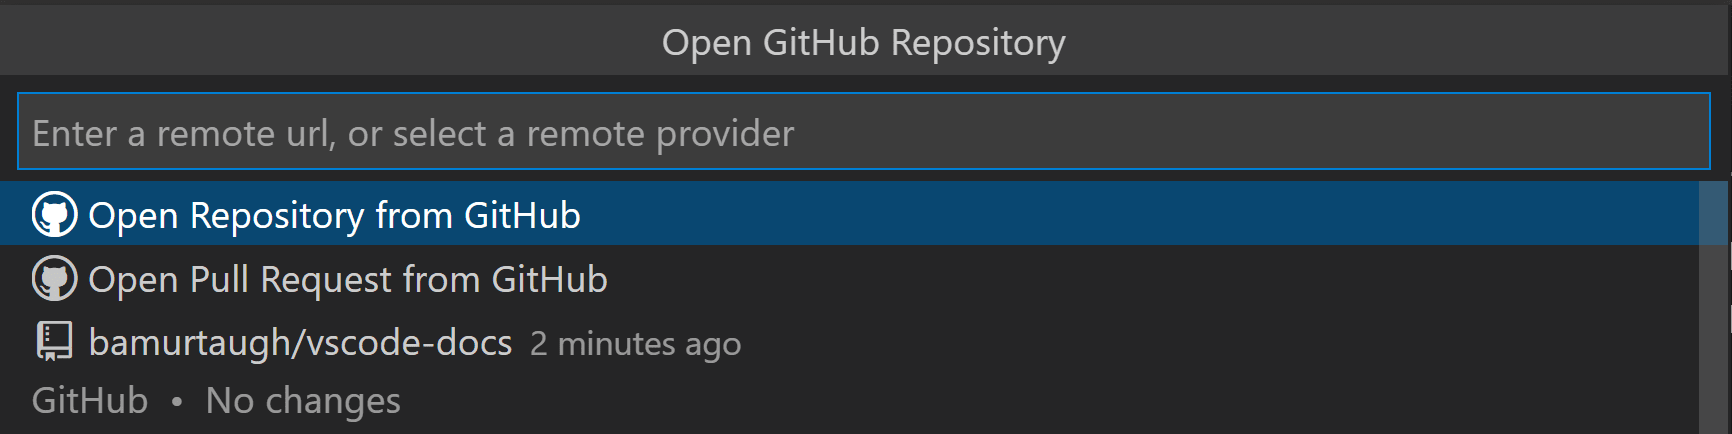 Open GitHub Repository
Enter a remote url, or select a remote provider
Open Repository from GitHub
Open Pull Request from GitHub
bamurtaugh/vscode-docs 2 minutes ago
GitHub • No changes